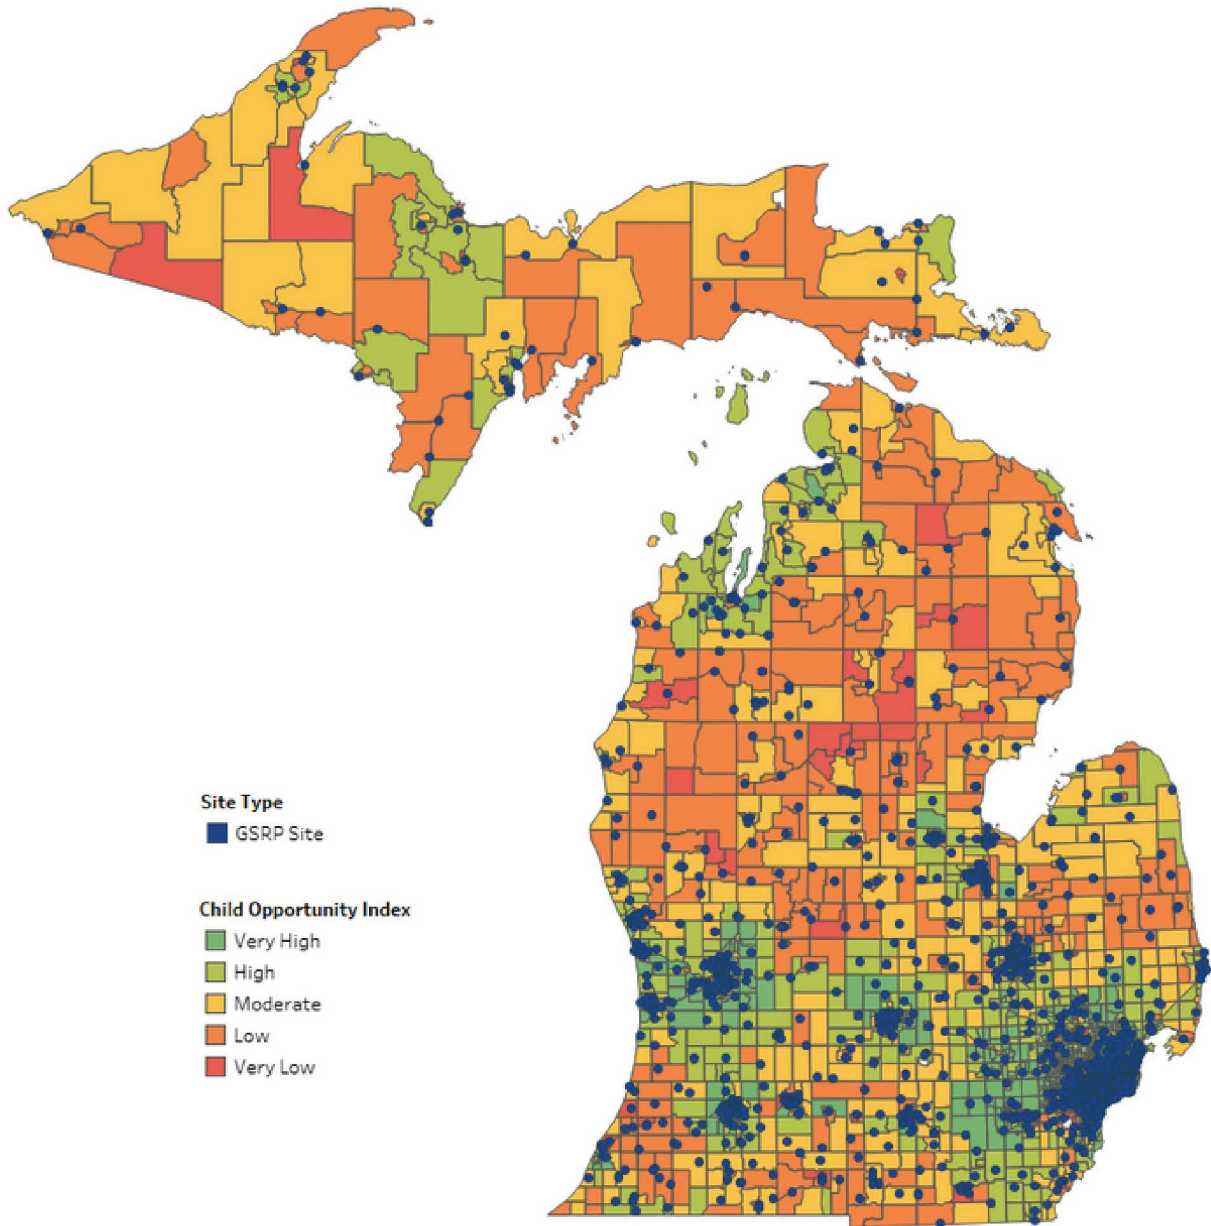 Site Type
GSRP Site
Child Opportunity Index
Very High
High
Moderate
Low
Very Low